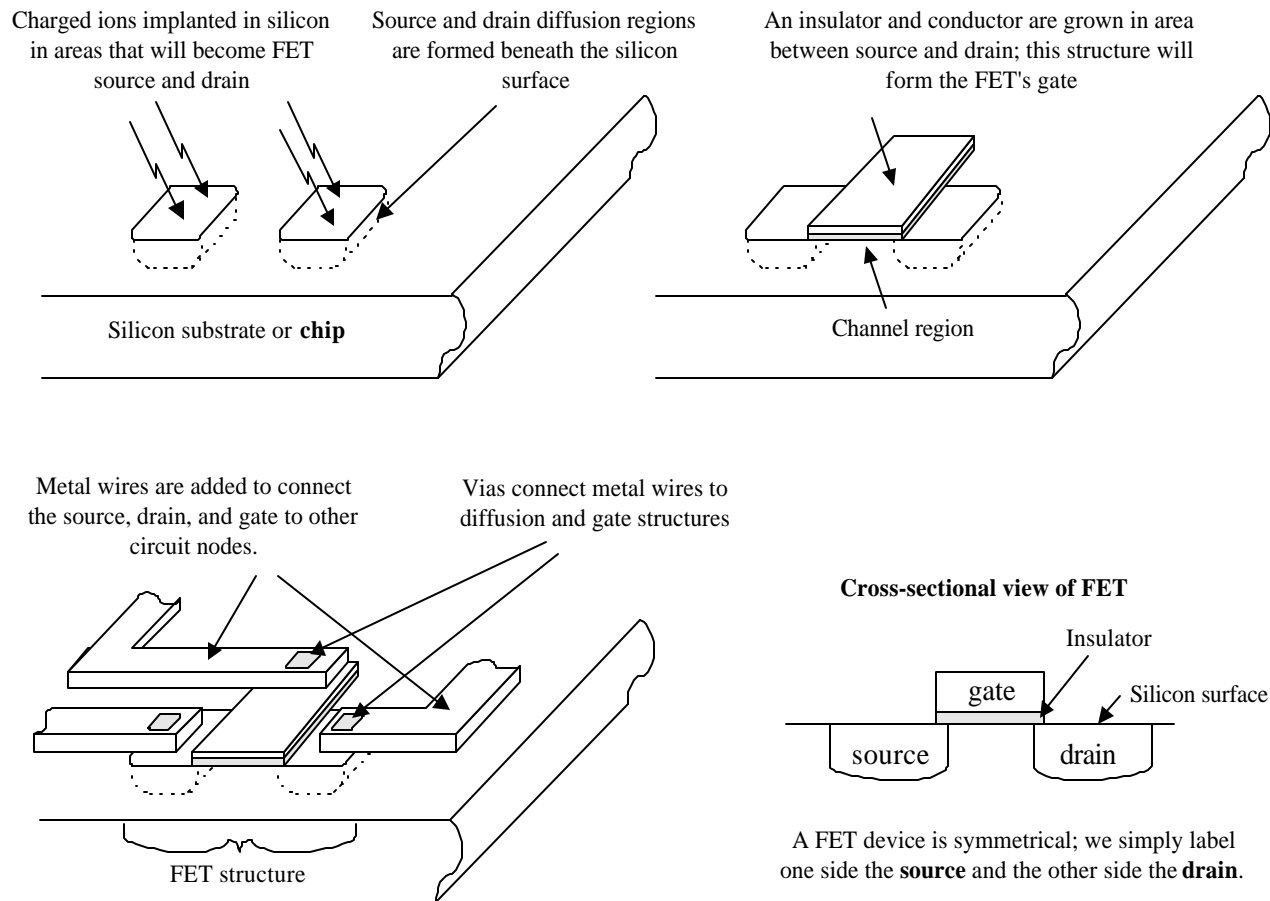 Charged ions implanted in silicon
in areas that will become FET
source and drain
Source and drain diffusion regions
are formed beneath the silicon
surface
An insulator and conductor are grown in area
between source and drain; this structure will
form the FET's gate
Silicon substrate or chip
Channel region
Metal wires are added to connect
the source, drain, and gate to other
circuit nodes.
Vias connect metal wires to
diffusion and gate structures
FET structure
Cross-sectional view of FET
Insulator
gate
Silicon surface
source
drain
A FET device is symmetrical; we simply label
one side the source and the other side the drain.